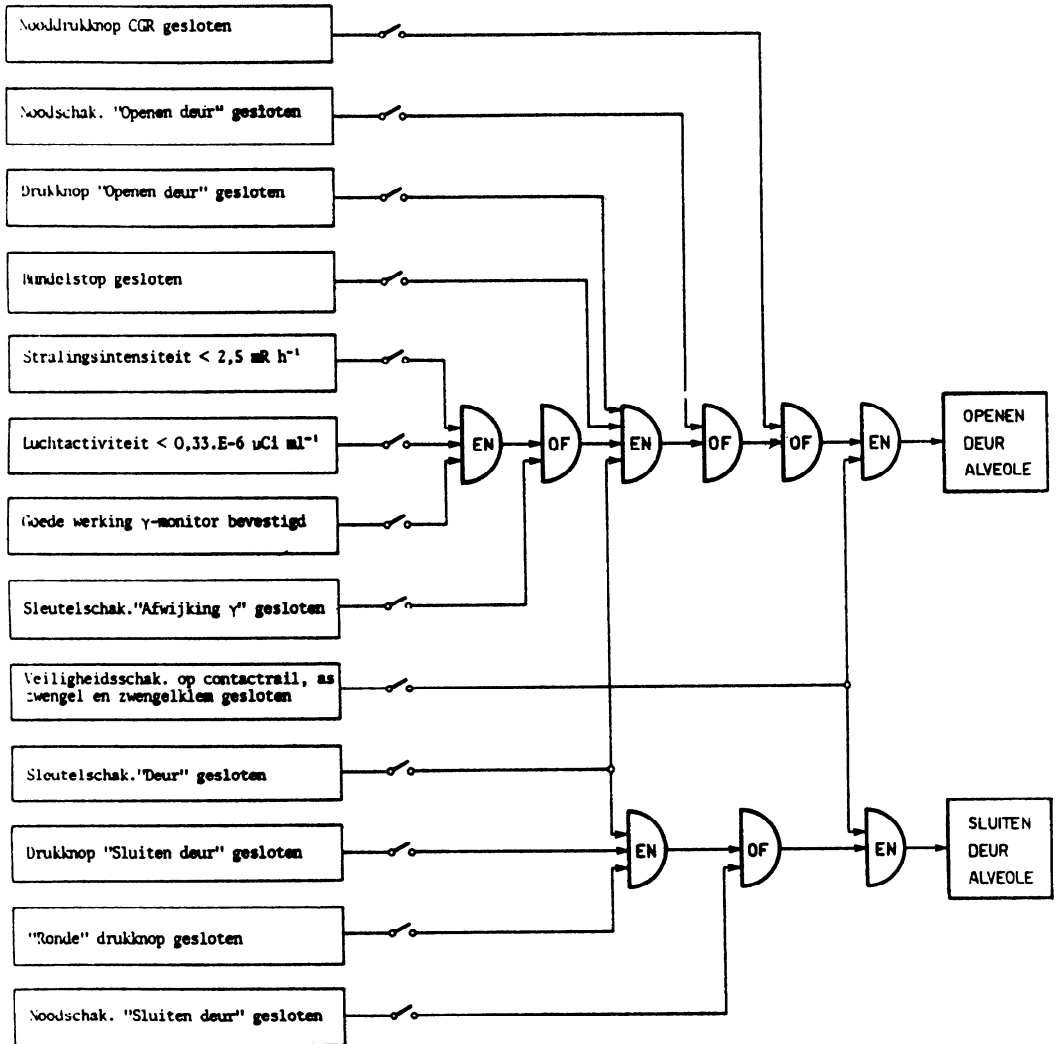 Nooddrukknop CGR gesloten
Noodschak. "Openen deur" gesloten
Drukknop "Openen deur" gesloten
Bundelstop gesloten
Stralingsintensiteit < 2,5 mR h⁻¹
Luchtactiviteit < 0,33.E-6 µCi ml⁻¹
Goede werking γ-monitor bevestigd
Sleutelschak."Afwijking γ" gesloten
Veiligheidsschak. op contactrail, as
zwengel en zwengelklem gesloten
Sleutelschak."Deur" gesloten
Drukknop "Sluiten deur" gesloten
"Ronde" drukknop gesloten
Noodschak. "Sluiten deur" gesloten
EN
OF
EN
OF
OF
EN
OPENEN
DEUR
ALVEOLE
EN
OF
EN
SLUITEN
DEUR
ALVEOLE